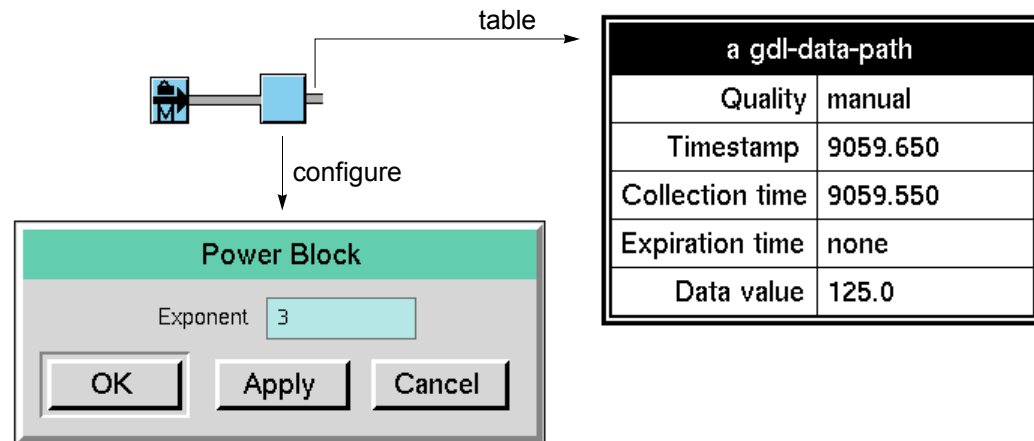 table
a gdl-data-path
Quality manual
Timestamp 9059.650
Collection time 9059.550
Expiration time none
Data value 125.0
M
configure
Power Block
Exponent 3
OK Apply Cancel